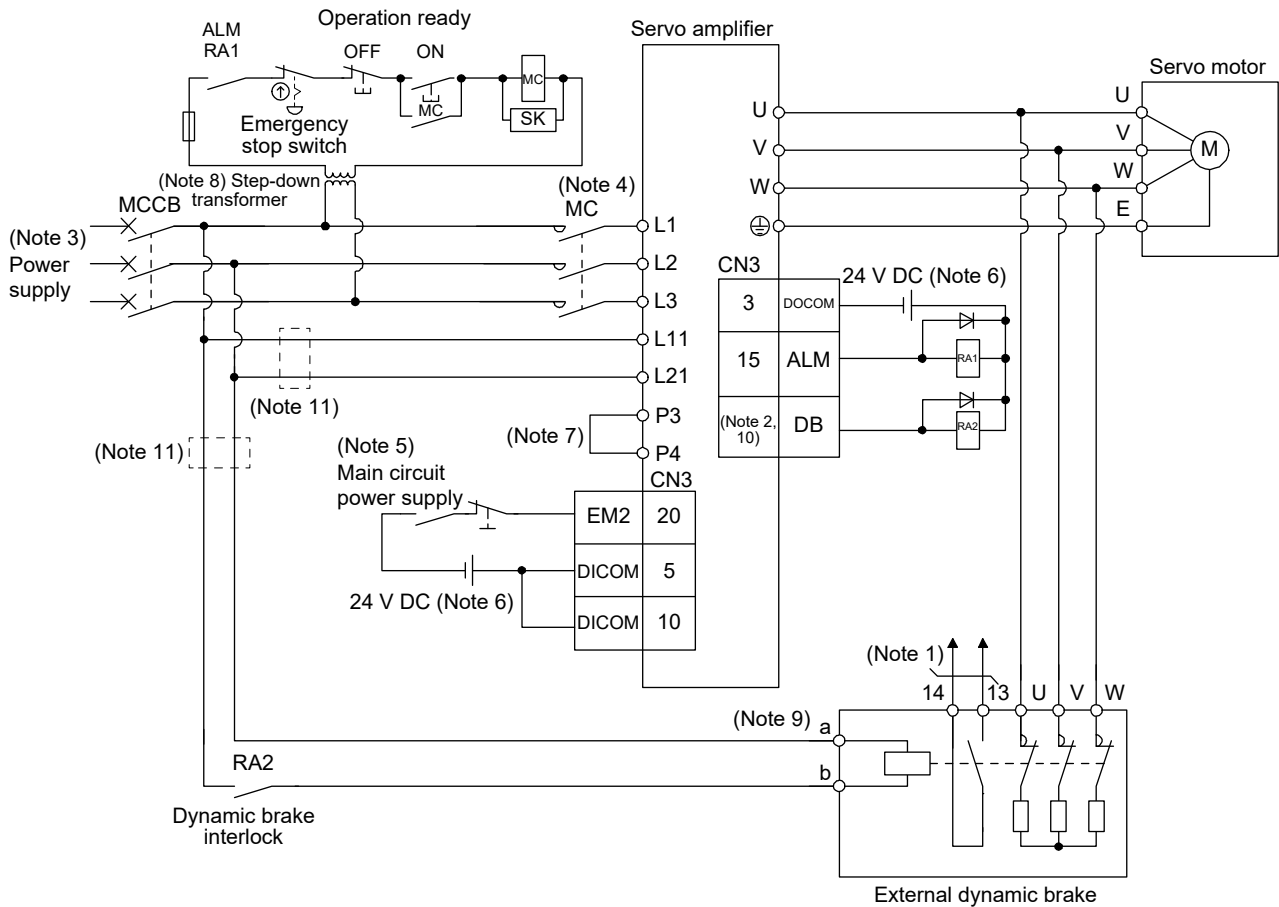 Operation ready
ALM
RA1
OFF
ON
MC
MC
SK
Emergency
stop switch
Servo amplifier
Servo motor
U
V
W
U
V
W
E
M
(Note 8) Step-down
transformer
MCCB
(Note 4)
MC
(Note 3)
Power
supply
L1
L2
L3
L11
L21
(Note 11)
(Note 11)
P3
(Note 7)
P4
CN3
24 V DC (Note 6)
3
DOCOM
15
ALM
RA1
(Note 2,
10)
DB
RA2
(Note 5)
Main circuit
power supply
CN3
EM2
20
DICOM
5
24 V DC (Note 6)
DICOM
10
(Note 1)
14
13
U
V
W
(Note 9)
a
b
RA2
Dynamic brake
interlock
External dynamic brake